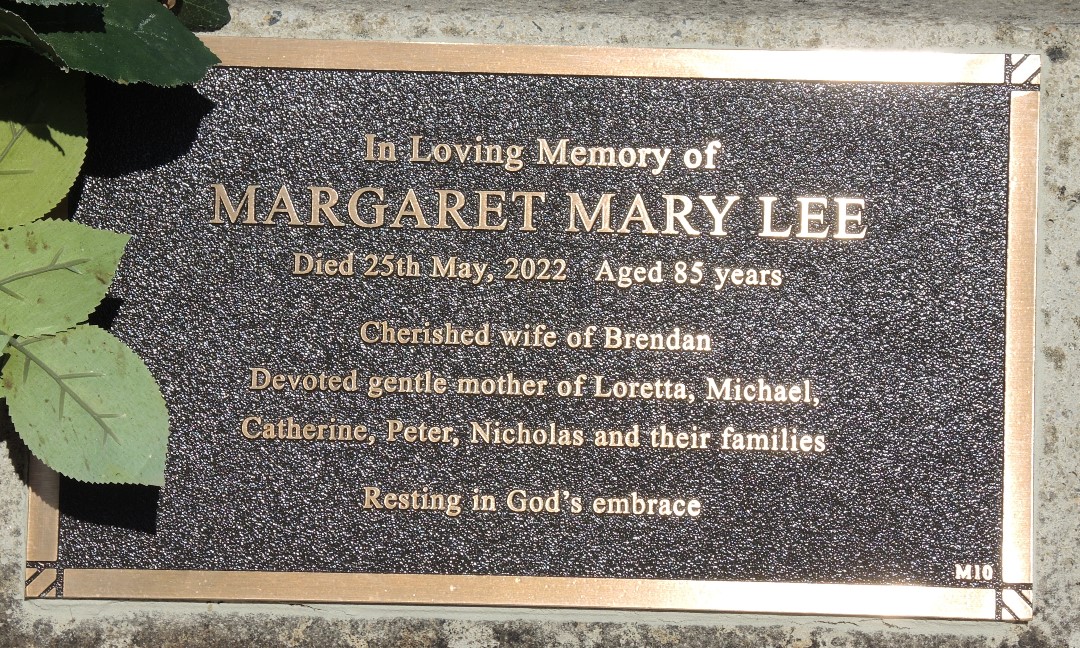 In Loving Memory of
MARGARET MARY LEE
Died 25th May, 2022 Aged 85 years
Cherished wife of Brendan
Devoted gentle mother of Loretta, Michael,
Catherine, Peter, Nicholas and their families
Resting in God's embrace
M10